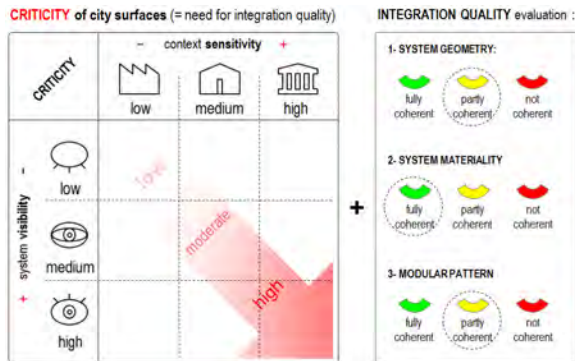 CRITICITY of city surfaces (= need for integration quality)
CRITICITY
– context sensitivity +
low
medium
high
– system visibility +
low
medium
high
low
moderate
high
+
INTEGRATION QUALITY evaluation :
1- SYSTEM GEOMETRY:
fully coherent
partly coherent
not coherent
2- SYSTEM MATERIALITY
fully coherent
partly coherent
not coherent
3- MODULAR PATTERN
fully coherent
partly coherent
not coherent